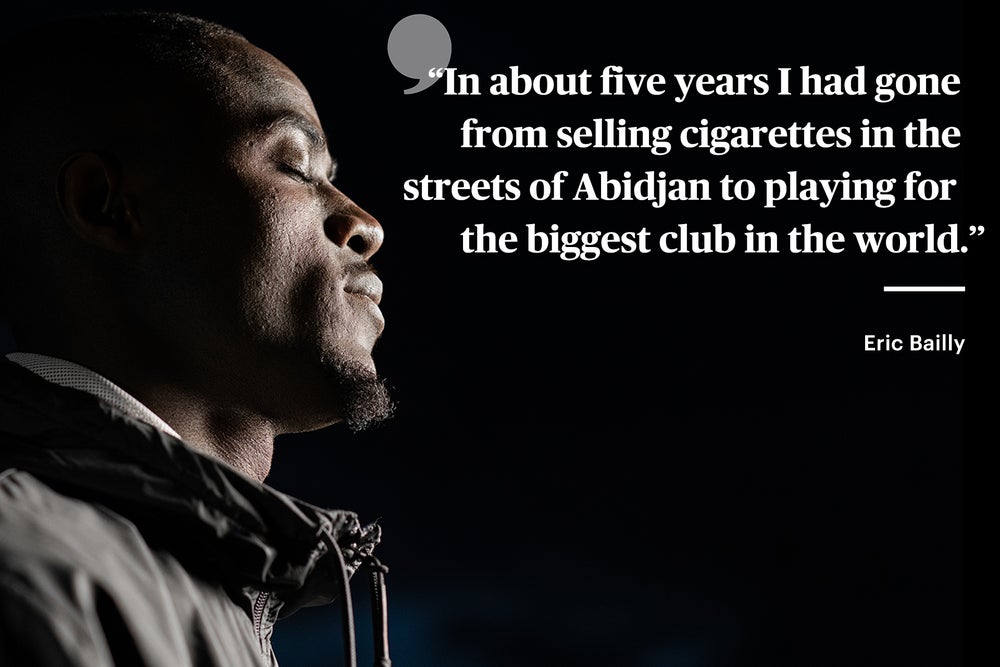 “In about five years I had gone
from selling cigarettes in the
streets of Abidjan to playing for
the biggest club in the world.”
Eric Bailly